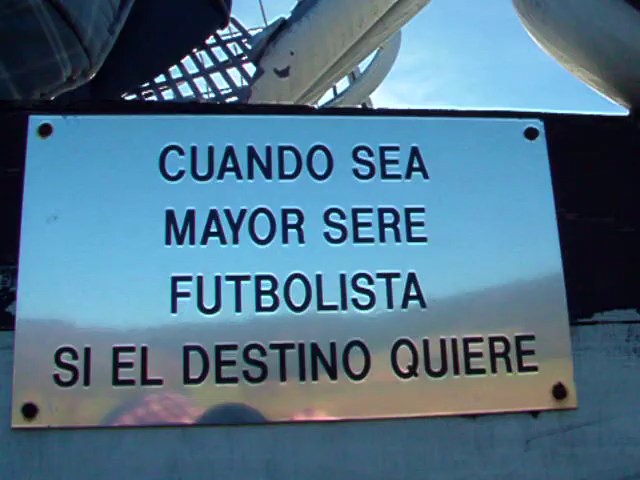 CUANDO SEA
MAYOR SERE
FUTBOLISTA
SI EL DESTINO QUIERE